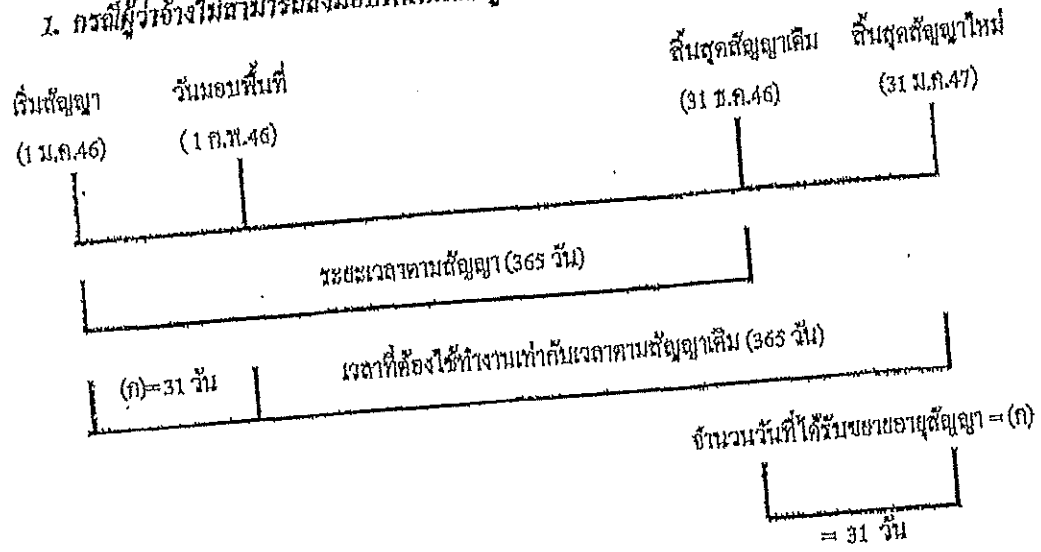 1. กรณีผู้ว่าจ้างไม่สามารถส่งมอบพื้นที่
เริ่มสัญญา วันมอบพื้นที่ สิ้นสุดสัญญาเดิม สิ้นสุดสัญญาใหม่
(1 ม.ค.46) (1 ก.พ.46) (31 ธ.ค.46) (31 ม.ค.47)
ระยะเวลาตามสัญญา (365 วัน)
(ก)=31 วัน เวลาที่ต้องใช้ทำงานเท่ากับเวลาตามสัญญาเดิม (365 วัน)
จำนวนวันที่ได้รับขยายอายุสัญญา = (ก)
= 31 วัน